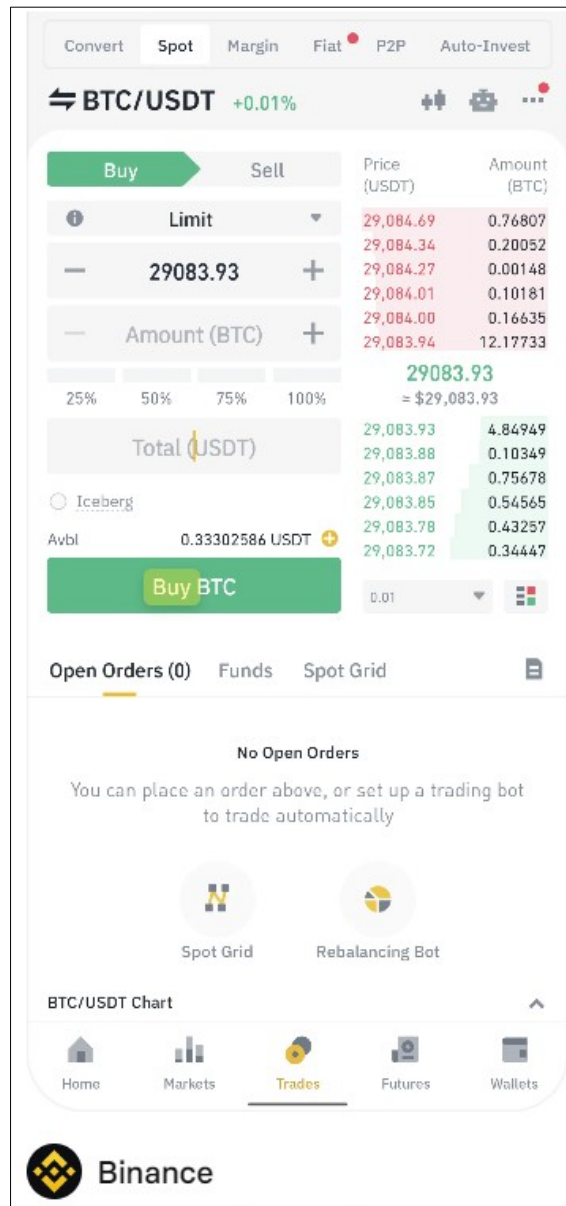 Convert Spot Margin Fiat P2P Auto-Invest
BTC/USDT +0.01%
Buy Sell
Limit
29083.93
Amount (BTC)
25% 50% 75% 100%
Total (USDT)
Iceberg
Avbl 0.33302586 USDT
Buy BTC
Price Amount
(USDT) (BTC)
29,084.69 0.76807
29,084.34 0.20052
29,084.27 0.00148
29,084.01 0.10181
29,084.00 0.16635
29,083.94 12.17733
29083.93
≈ $29,083.93
29,083.93 4.84949
29,083.88 0.10349
29,083.87 0.75678
29,083.85 0.54565
29,083.78 0.43257
29,083.72 0.34447
0.01
Open Orders (0) Funds Spot Grid
No Open Orders
You can place an order above, or set up a trading bot
to trade automatically
Spot Grid Rebalancing Bot
BTC/USDT Chart
Home Markets Trades Futures Wallets
Binance